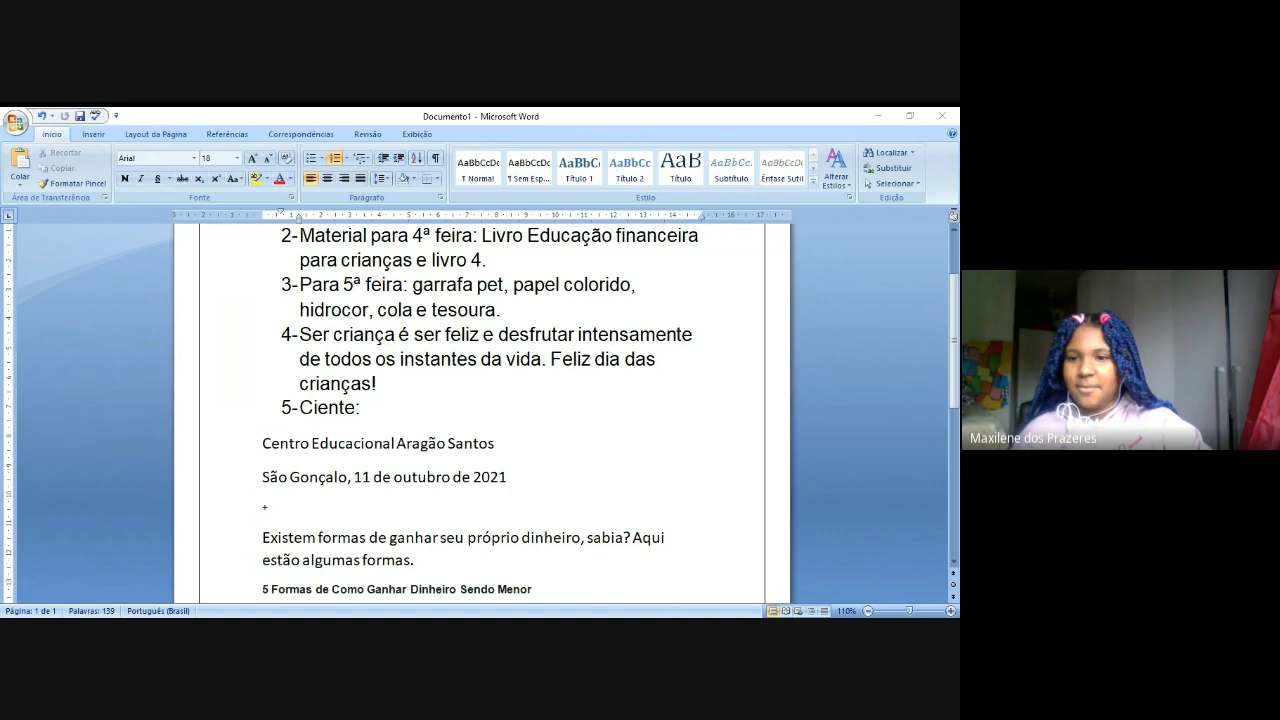 Documento1 - Microsoft Word
Início Inserir Layout da Página Referências Correspondências Revisão Exibição
Colar
Recortar
Copiar
Formatar Pincel
Área de Transferência
Arial 18
Fonte
Parágrafo
AaBbCcDc AaBbCcDc AaBbC AaBbCc AaB AaBbCc. AaBbCcDc
¶ Normal ¶ Sem Esp... Título 1 Título 2 Título Subtítulo Ênfase Sutil
Alterar Estilos
Estilo
Localizar
Substituir
Selecionar
Edição
2-Material para 4ª feira: Livro Educação financeira
para crianças e livro 4.
3-Para 5ª feira: garrafa pet, papel colorido,
hidrocor, cola e tesoura.
4-Ser criança é ser feliz e desfrutar intensamente
de todos os instantes da vida. Feliz dia das
crianças!
5-Ciente:
Centro Educacional Aragão Santos
São Gonçalo, 11 de outubro de 2021
+
Existem formas de ganhar seu próprio dinheiro, sabia? Aqui
estão algumas formas.
5 Formas de Como Ganhar Dinheiro Sendo Menor
Página: 1 de 1 Palavras: 139 Português (Brasil) 110%
Maxilene dos Prazeres